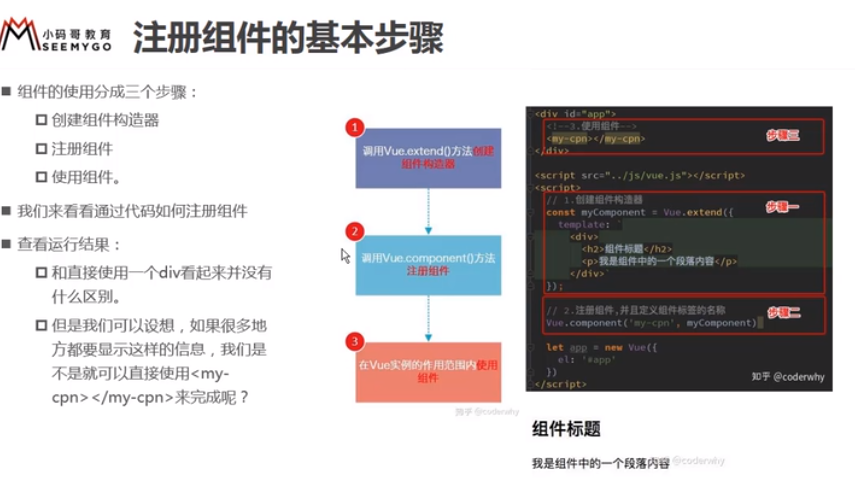 小码哥教育
SEEMYGO
注册组件的基本步骤
■ 组件的使用分成三个步骤：
创建组件构造器
注册组件
使用组件。
■ 我们来看看通过代码如何注册组件
■ 查看运行结果：
和直接使用一个div看起来并没有
什么区别。
但是我们可以设想，如果很多地
方都要显示这样的信息，我们是
不是就可以直接使用<my-
cpn></my-cpn>来完成呢？
1
调用Vue.extend()方法创建
组件构造器
2
调用Vue.component()方法
注册组件
3
在Vue实例的作用范围内使用
组件
知乎 @coderwhy
<div id="app">
<!--3.使用组件-->
<my-cpn></my-cpn>
步骤三
</div>
<script src="../js/vue.js"></script>
<script>
// 1.创建组件构造器
步骤一
const myComponent = Vue.extend({
template: `
<div>
<h2>组件标题</h2>
<p>我是组件中的一个段落内容</p>
</div>`
});
// 2.注册组件,并且定义组件标签的名称
步骤二
Vue.component('my-cpn', myComponent)
let app = new Vue({
el: '#app'
})
</script>
知乎 @coderwhy
组件标题
我是组件中的一个段落内容
知乎 @coderwhy